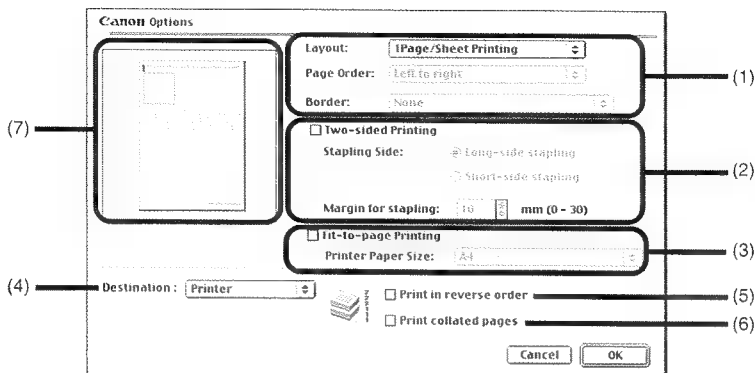 Canon Options
Layout: 1Page/Sheet Printing
Page Order: Left to right
Border: None
(1)
(7)
1
Two-sided Printing
Stapling Side: Long-side stapling
Short-side stapling
(2)
Margin for stapling: 10 mm (0 - 30)
Fit-to-page Printing
Printer Paper Size: A4
(3)
(4)
Destination : Printer
Print in reverse order
(5)
Print collated pages
(6)
Cancel OK